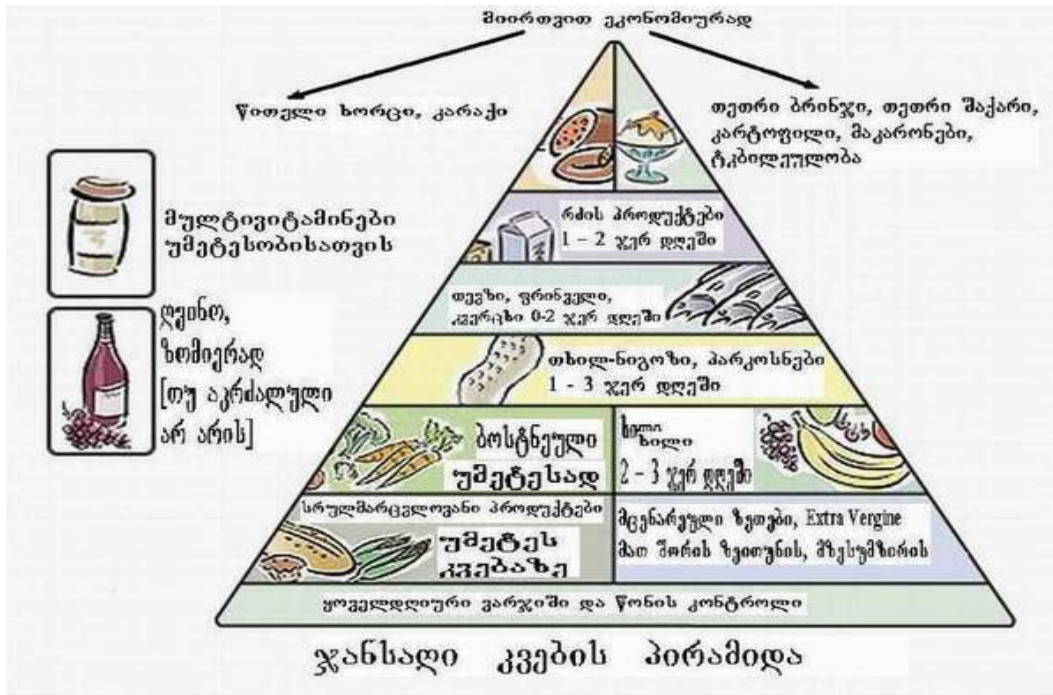 მიირთვით ეკონომიურად
წითელი ხორცი, კარაქი
თეთრი ბრინჯი, თეთრი შაქარი,
კარტოფილი, მაკარონები,
ტკბილეულობა
მულტივიტამინები
უმეტესობისათვის
ღვინო,
ზომიერად
[თუ აკრძალული
არ არის]
რძის პროდუქტები
1 – 2 ჯერ დღეში
თევზი, ფრინველი,
კვერცხი 0-2 ჯერ დღეში
თხილ-ნიგოზი, პარკოსნები
1 - 3 ჯერ დღეში
ბოსტნეული
უმეტესად
ხილი
2 – 3 ჯერ დღეში
სრულმარცვლოვანი პროდუქტები
უმეტეს
კვებაზე
მცენარეული ზეთები, Extra Vergine
მათ შორის ზეითუნის, მზესუმზირის
ყოველდღიური ვარჯიში და წონის კონტროლი
ჯანსაღი კვების პირამიდა